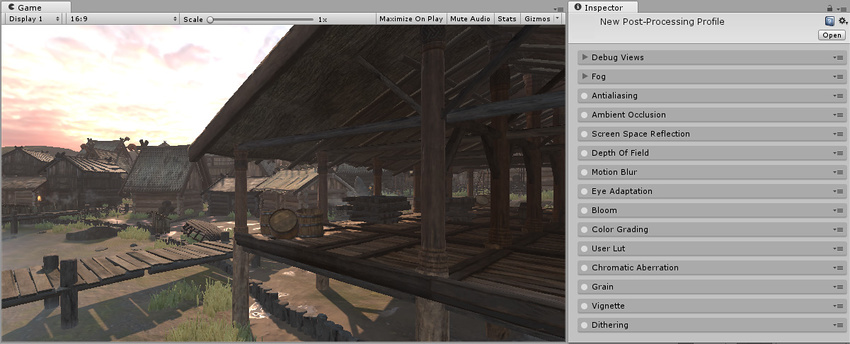 Game
Display 1
16:9
Scale
1x
Maximize On Play
Mute Audio
Stats
Gizmos
Inspector
New Post-Processing Profile
Open
Debug Views
Fog
Antialiasing
Ambient Occlusion
Screen Space Reflection
Depth Of Field
Motion Blur
Eye Adaptation
Bloom
Color Grading
User Lut
Chromatic Aberration
Grain
Vignette
Dithering